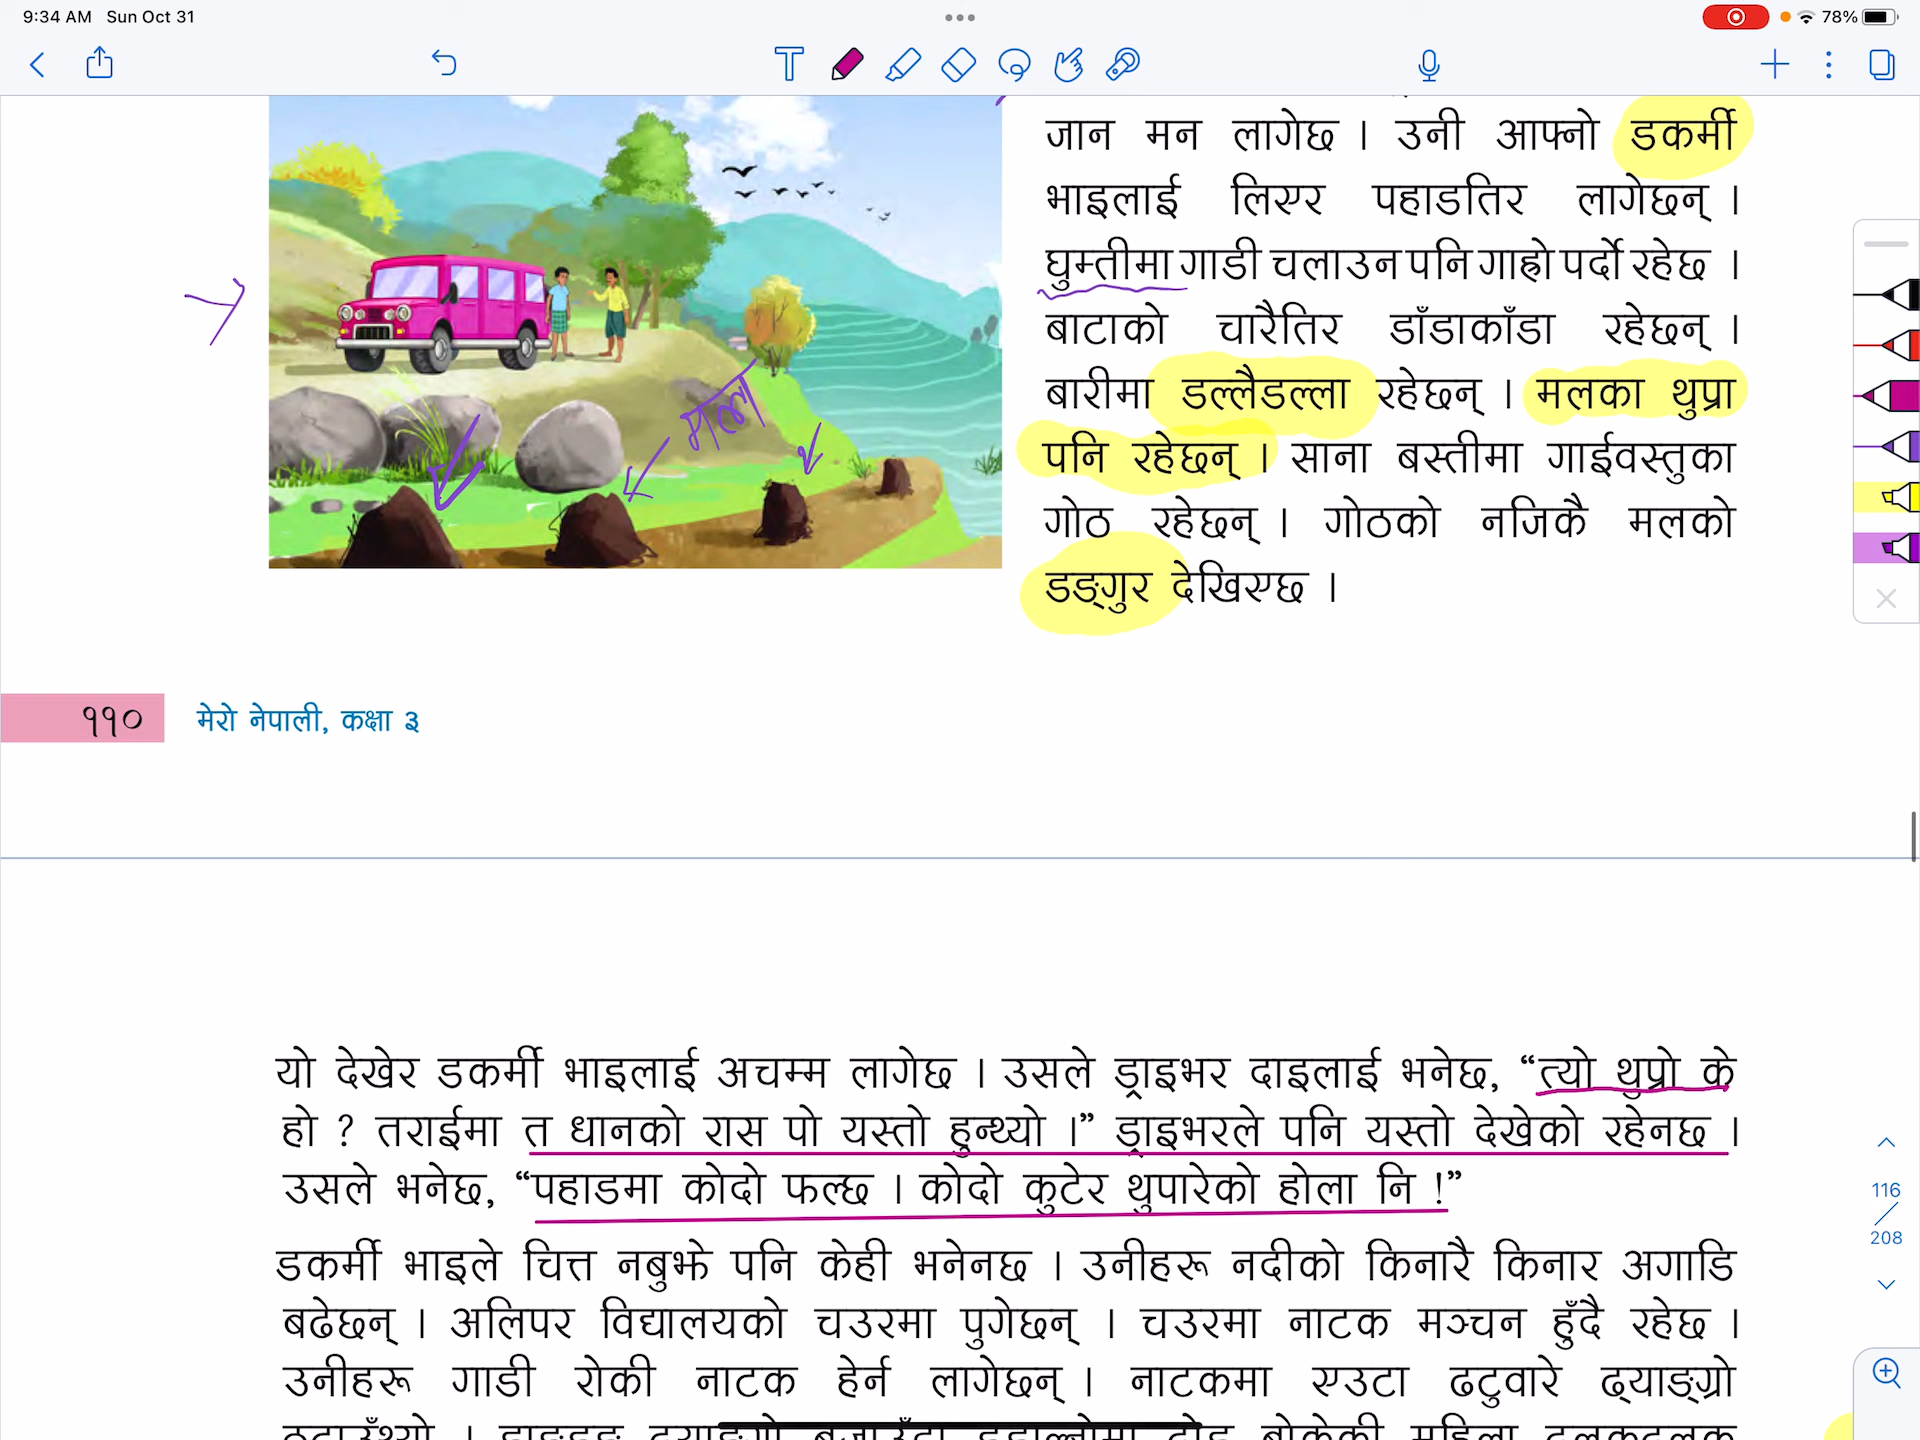 9:34 AM Sun Oct 31
78%
जान मन लागेछ । उनी आफ्नो डकर्मी
भाइलाई लिएर पहाडतिर लागेछन् ।
घुम्तीमा गाडी चलाउन पनि गाह्रो पर्दो रहेछ ।
बाटाको चारैतिर डाँडाकाँडा रहेछन् ।
बारीमा डल्लैडल्ला रहेछन् । मलका थुप्रा
पनि रहेछन् । साना बस्तीमा गाईवस्तुका
गोठ रहेछन् । गोठको नजिकै मलको
डङ्गुर देखिएछ ।
११० मेरो नेपाली, कक्षा ३
यो देखेर डकर्मी भाइलाई अचम्म लागेछ । उसले ड्राइभर दाइलाई भनेछ, “त्यो थुप्रो के
हो ? तराईमा त धानको रास पो यस्तो हुन्थ्यो ।” ड्राइभरले पनि यस्तो देखेको रहेनछ ।
उसले भनेछ, “पहाडमा कोदो फल्छ । कोदो कुटेर थुपारेको होला नि !”
डकर्मी भाइले चित्त नबुझे पनि केही भनेनछ । उनीहरू नदीको किनारै किनार अगाडि
बढेछन् । अलिपर विद्यालयको चउरमा पुगेछन् । चउरमा नाटक मञ्चन हुँदै रहेछ ।
उनीहरू गाडी रोकी नाटक हेर्न लागेछन् । नाटकमा एउटा ढटुवारे ढ्याङ्ग्रो
116
208